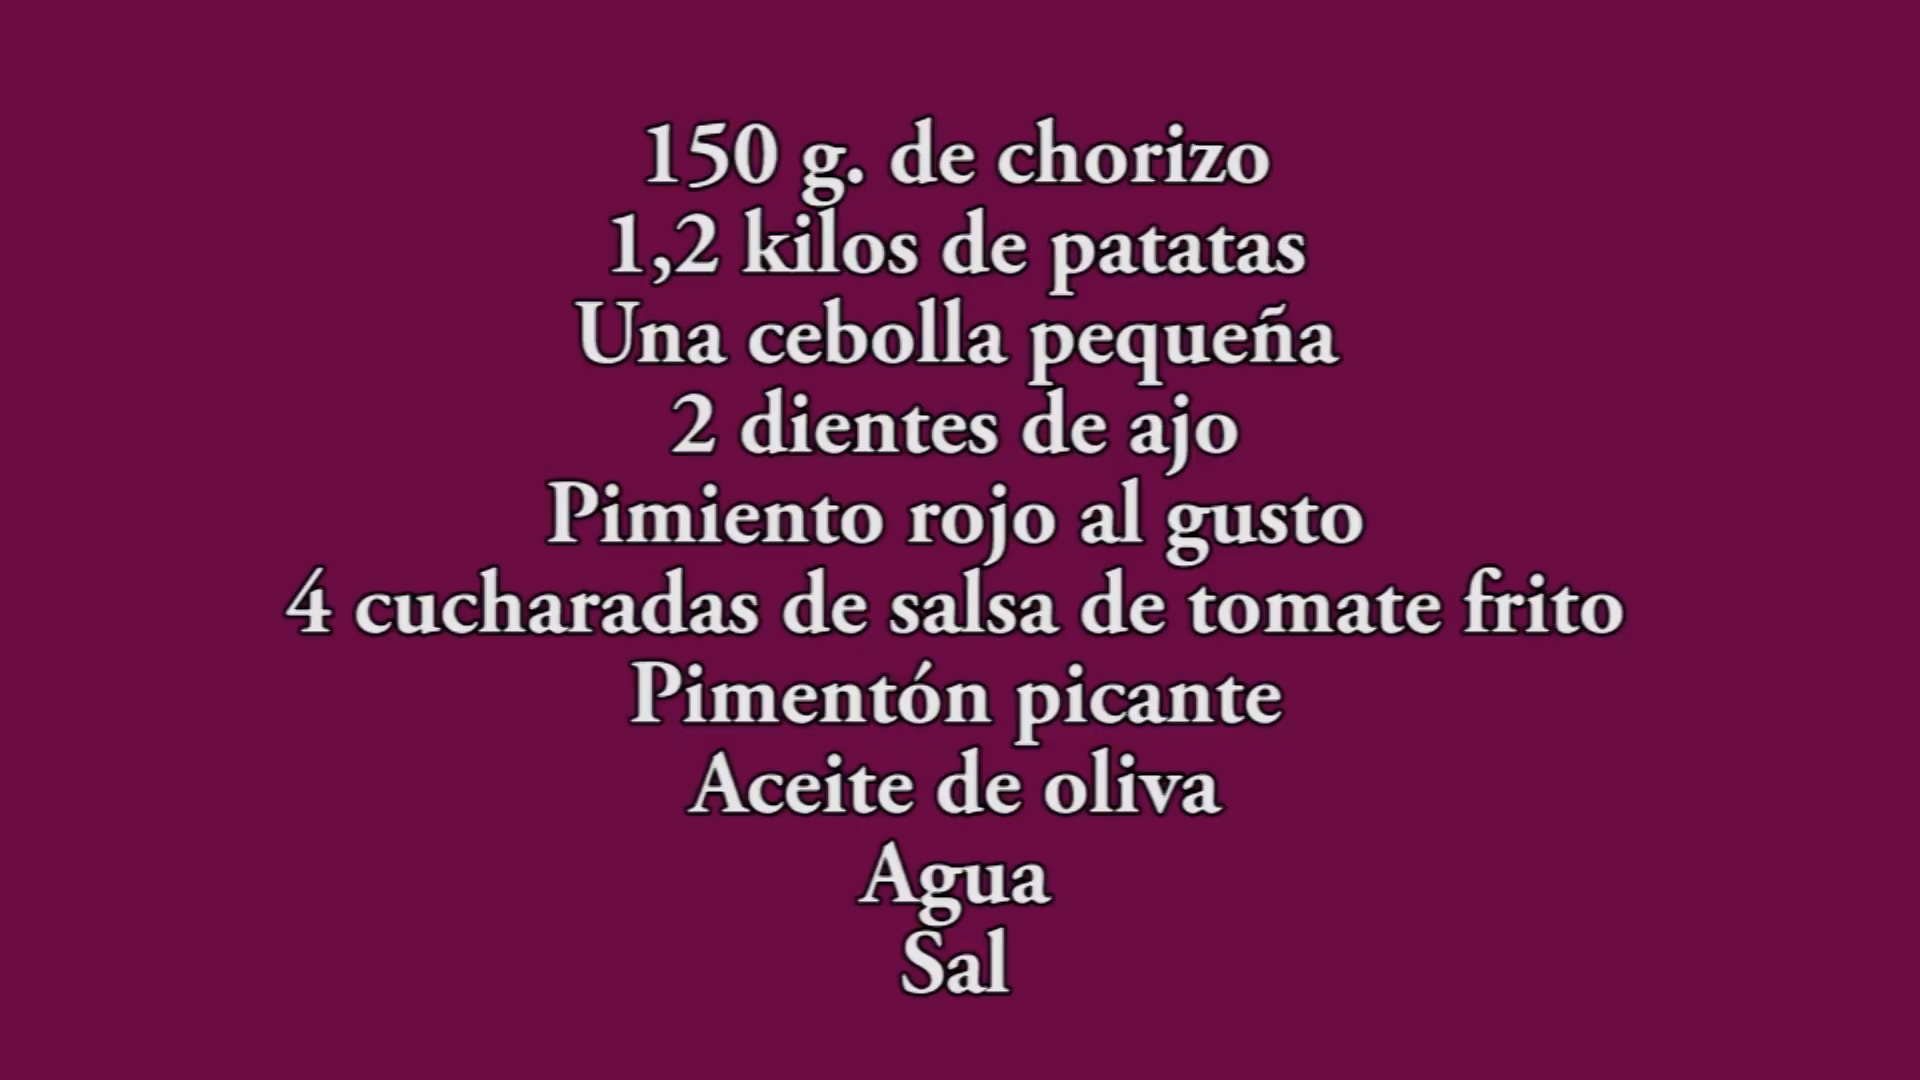 150 g. de chorizo
1,2 kilos de patatas
Una cebolla pequeña
2 dientes de ajo
Pimiento rojo al gusto
4 cucharadas de salsa de tomate frito
Pimentón picante
Aceite de oliva
Agua
Sal